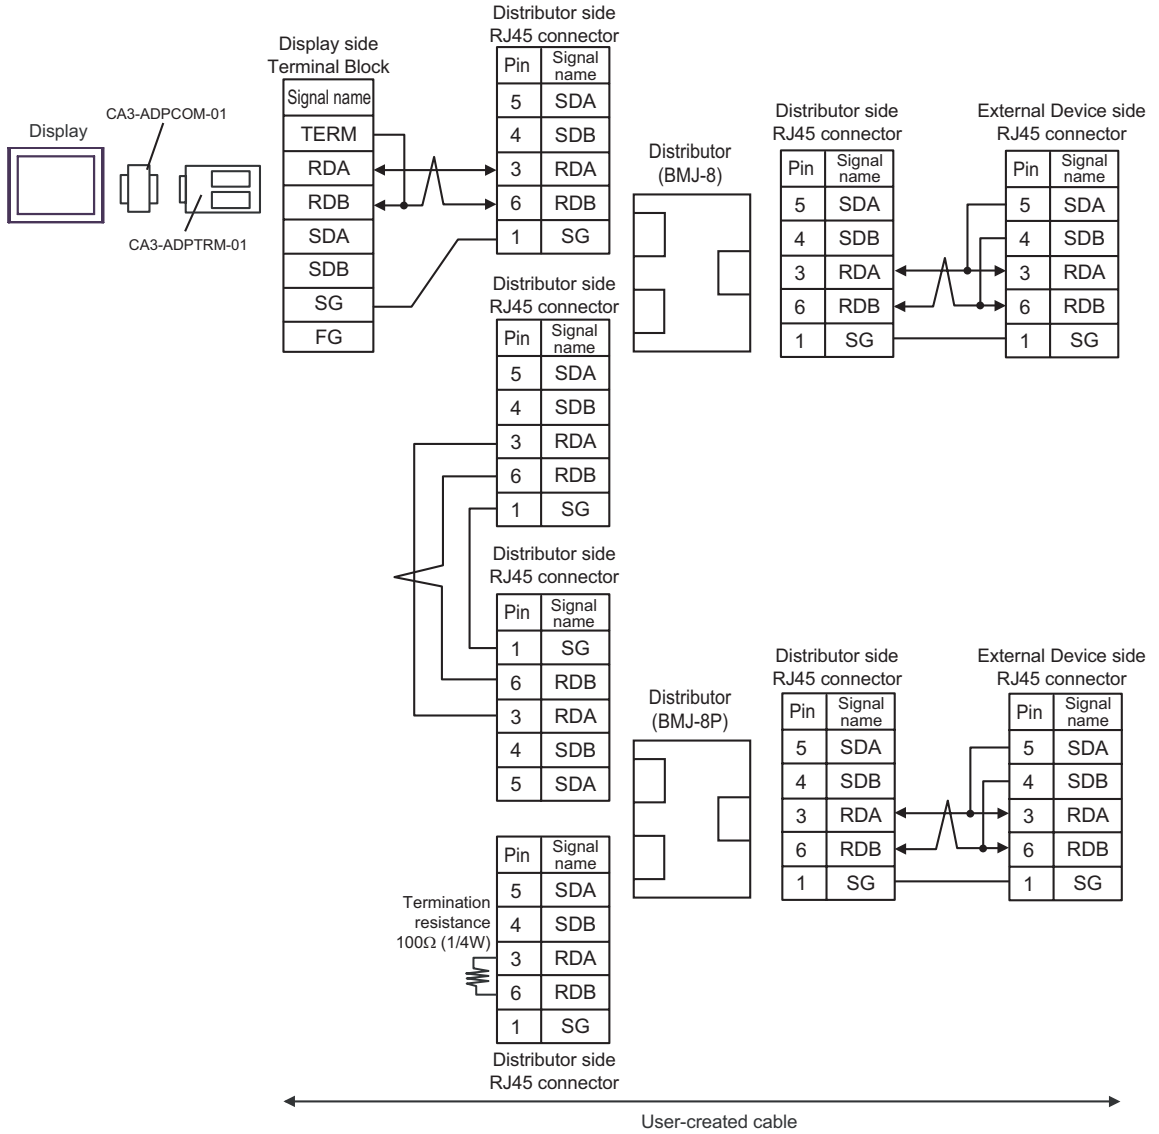 Display
CA3-ADPCOM-01
CA3-ADPTRM-01
Display side
Terminal Block
Signal name
TERM
RDA
RDB
SDA
SDB
SG
FG
Distributor side
RJ45 connector
Pin Signal name
5 SDA
4 SDB
3 RDA
6 RDB
1 SG
Distributor
(BMJ-8)
Distributor side
RJ45 connector
Pin Signal name
5 SDA
4 SDB
3 RDA
6 RDB
1 SG
External Device side
RJ45 connector
Pin Signal name
5 SDA
4 SDB
3 RDA
6 RDB
1 SG
Distributor side
RJ45 connector
Pin Signal name
5 SDA
4 SDB
3 RDA
6 RDB
1 SG
Distributor side
RJ45 connector
Pin Signal name
1 SG
6 RDB
3 RDA
4 SDB
5 SDA
Distributor
(BMJ-8P)
Distributor side
RJ45 connector
Pin Signal name
5 SDA
4 SDB
3 RDA
6 RDB
1 SG
External Device side
RJ45 connector
Pin Signal name
5 SDA
4 SDB
3 RDA
6 RDB
1 SG
Termination
resistance
100Ω (1/4W)
Pin Signal name
5 SDA
4 SDB
3 RDA
6 RDB
1 SG
Distributor side
RJ45 connector
User-created cable